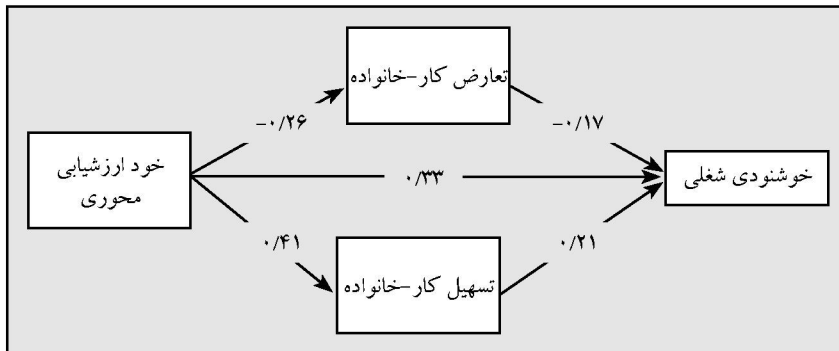 تعارض کار-خانواده
-۰/۲۶
-۰/۱۷
خود ارزشیابی
محوری
۰/۳۳
خوشنودی شغلی
۰/۴۱
۰/۲۱
تسهیل کار-خانواده